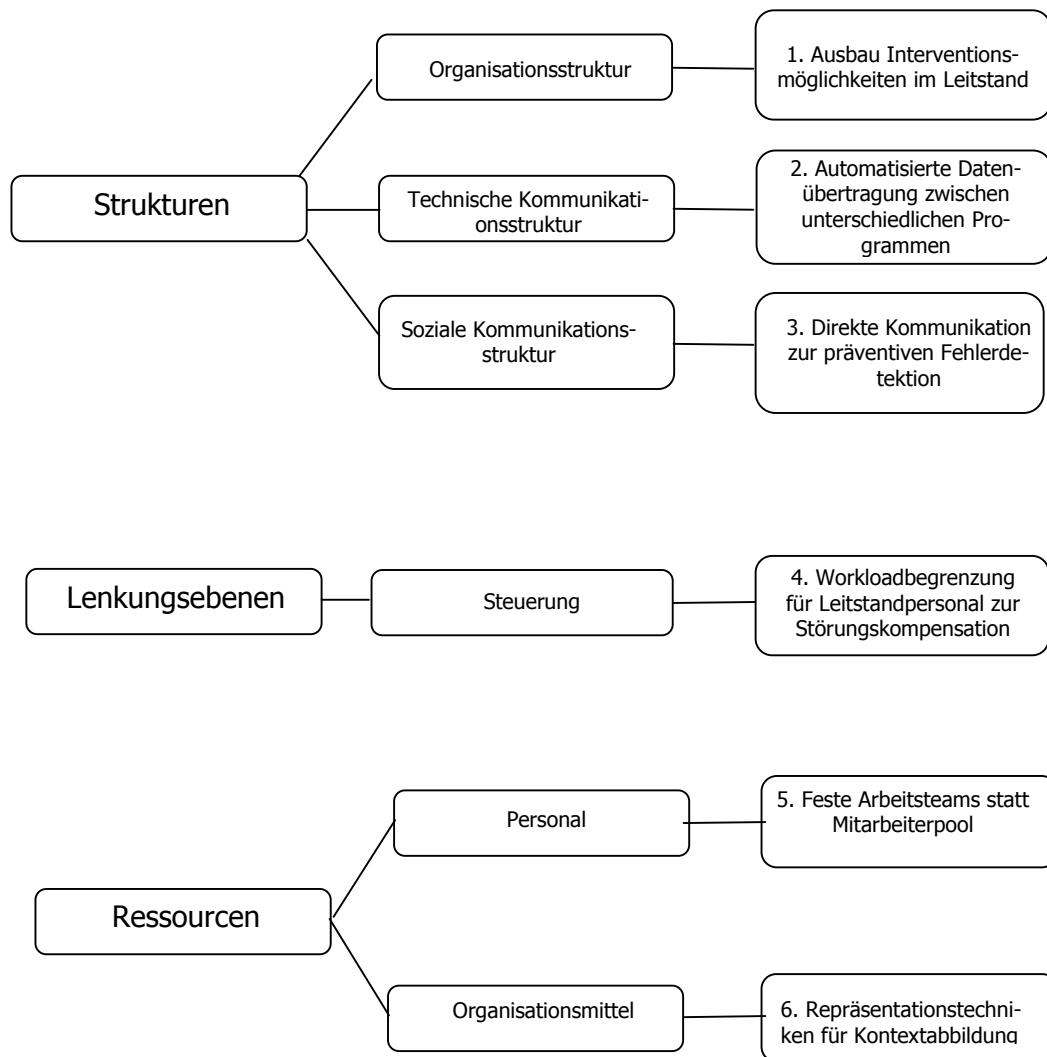 Organisationsstruktur
1. Ausbau Interventions-
möglichkeiten im Leitstand
Strukturen
Technische Kommunikati-
onsstruktur
2. Automatisierte Daten-
übertragung zwischen
unterschiedlichen Pro-
grammen
Soziale Kommunikations-
struktur
3. Direkte Kommunikation
zur präventiven Fehlerde-
tektion
Lenkungsebenen
Steuerung
4. Workloadbegrenzung
für Leitstandpersonal zur
Störungskompensation
Ressourcen
Personal
5. Feste Arbeitsteams statt
Mitarbeiterpool
Organisationsmittel
6. Repräsentationstechni-
ken für Kontextabbildung